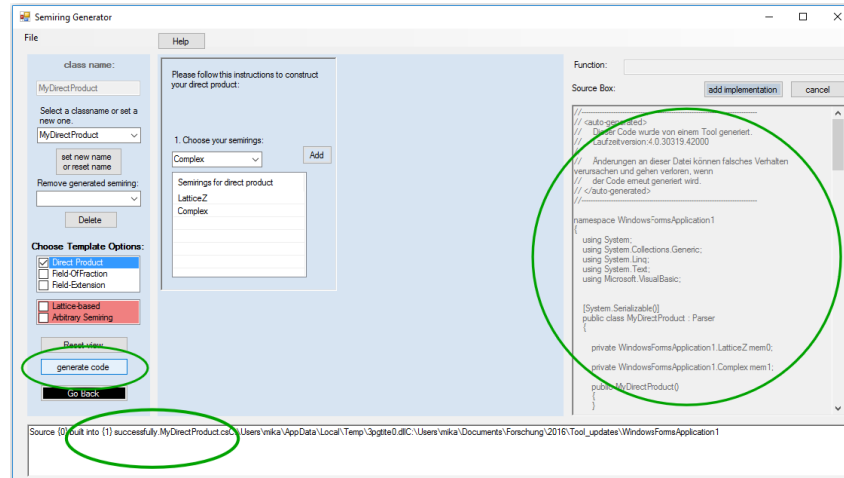 Semiring Generator
File
Help
class name:
MyDirectProduct
Select a classname or set a
new one.
MyDirectProduct
set new name
or reset name
Remove generated semiring:
Delete
Choose Template Options:
Direct Product
Field-OfFraction
Field-Extension
Lattice-based
Arbitrary Semiring
Reset view
generate code
Go Back
Please follow this instructions to construct
your direct product:
1. Choose your semirings:
Complex
Add
Semirings for direct product
LatticeZ
Complex
Function:
Source Box:
add implementation
cancel
//------------------------------------------------------------------------------
// <auto-generated>
//     Dieser Code wurde von einem Tool generiert.
//     Laufzeitversion:4.0.30319.42000
//
//     Änderungen an dieser Datei können falsches Verhalten
verursachen und gehen verloren, wenn
//     der Code erneut generiert wird.
// </auto-generated>
//------------------------------------------------------------------------------
namespace WindowsFormsApplication1
{
using System;
using System.Collections.Generic;
using System.Linq;
using System.Text;
using Microsoft.VisualBasic;
[System.Serializable()]
public class MyDirectProduct : Parser
{
private WindowsFormsApplication1.LatticeZ mem0;
private WindowsFormsApplication1.Complex mem1;
public MyDirectProduct()
{
}
Source {0} built into {1} successfully.MyDirectProduct.csC:\Users\mika\AppData\Local\Temp\3pgtite0.dllC:\Users\mika\Documents\Forschung\2016\Tool_updates\WindowsFormsApplication1